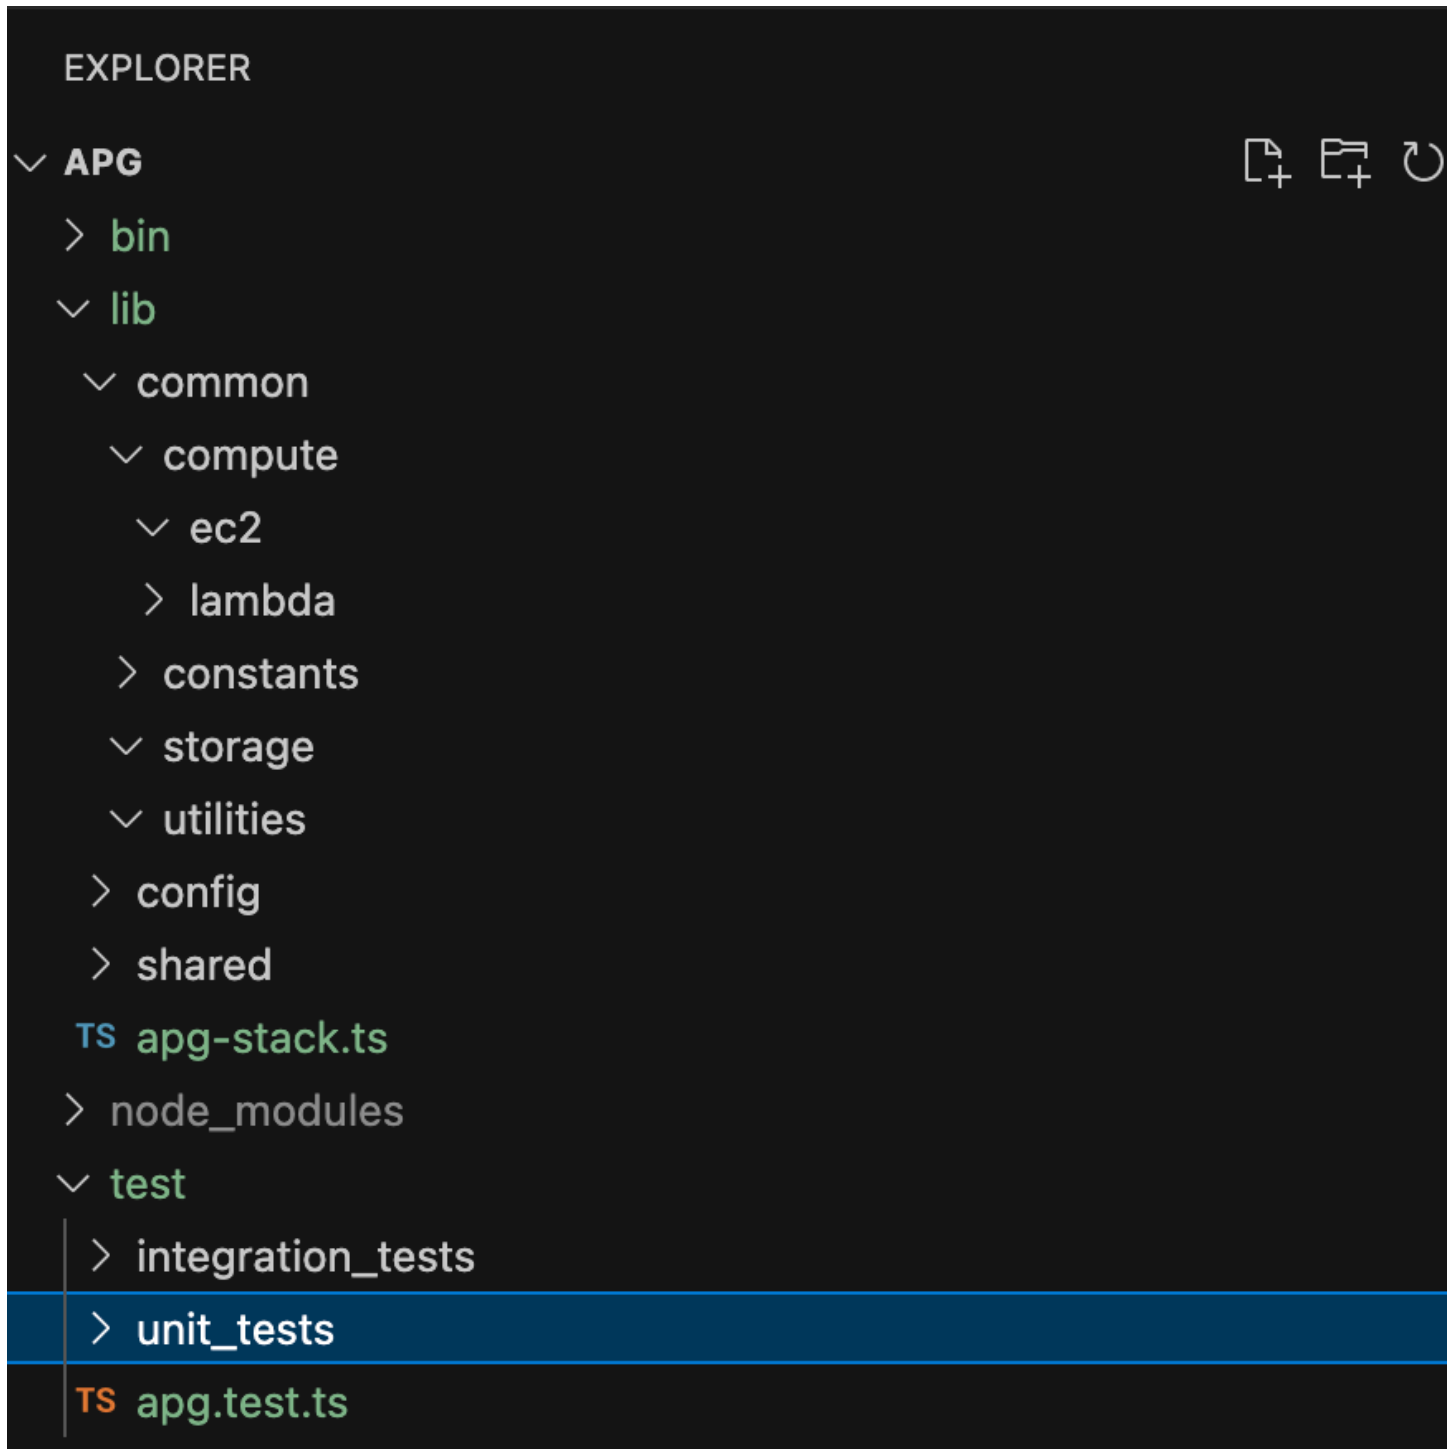 EXPLORER
APG
bin
lib
common
compute
ec2
lambda
constants
storage
utilities
config
shared
TS apg-stack.ts
node_modules
test
integration_tests
unit_tests
TS apg.test.ts